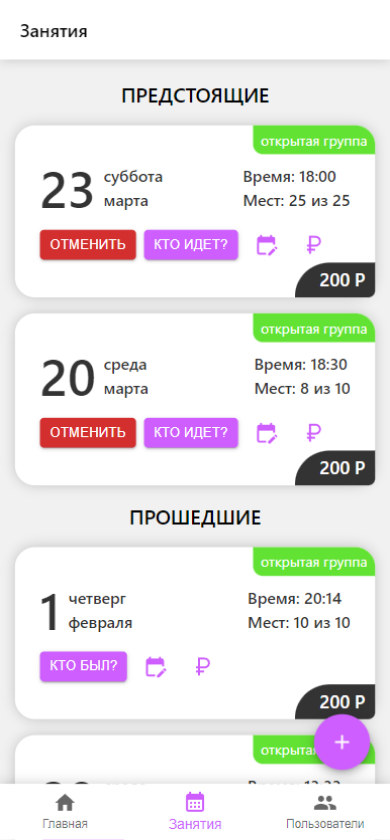 Занятия
ПРЕДСТОЯЩИЕ
открытая группа
23 суббота марта
Время: 18:00
Мест: 25 из 25
ОТМЕНИТЬ КТО ИДЕТ?
200 Р
открытая группа
20 среда марта
Время: 18:30
Мест: 8 из 10
ОТМЕНИТЬ КТО ИДЕТ?
200 Р
ПРОШЕДШИЕ
открытая группа
1 четверг февраля
Время: 20:14
Мест: 10 из 10
КТО БЫЛ?
200 Р
Главная Занятия Пользователи